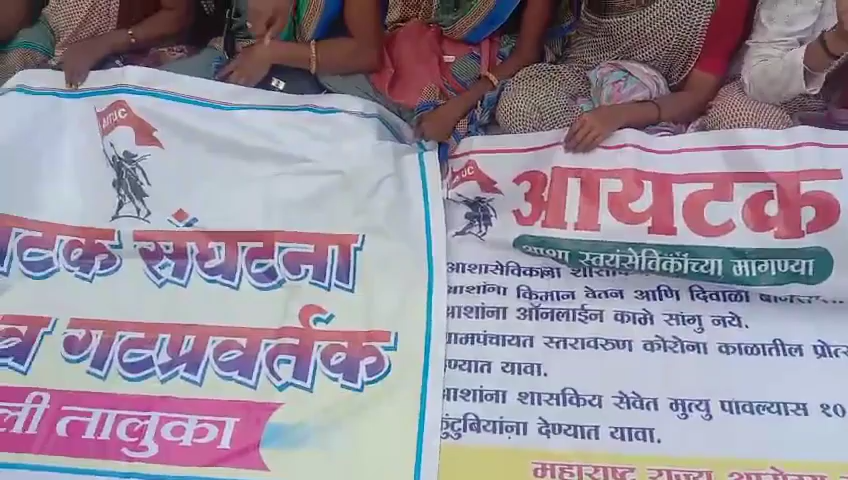 AITUC
टक संघटना
व गटप्रवर्तक
ली तालुका
आयटक
आशा स्वयंसेविकांच्या मागण्या
आशांना किमान वेतन आणि दिवाळी
आशांना ऑनलाईन कामे सांगु नये.
ग्रामपंचायत स्तरावरुण कोरोना काळातील
देण्यात यावा.
आशांना शासकिय सेवेत मृत्यु पावल्यास १०
कुंटुबियांना देण्यात यावा.
महाराष्ट्र राज्य